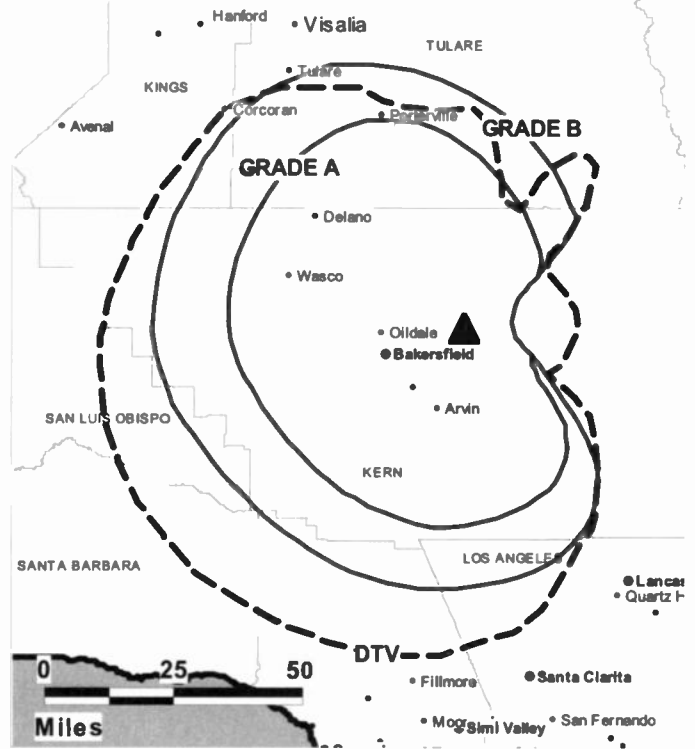 Hanford
Visalia
TULARE
Tulare
KINGS
Corcoran
Porterville
Avenal
GRADE B
GRADE A
Delano
Wasco
Oildale
Bakersfield
Arvin
SAN LUIS OBISPO
KERN
LOS ANGELES
SANTA BARBARA
Lancas
Quartz H
DTV
0 25 50
Miles
Fillmore
Santa Clarita
Moor
Simi Valley
San Fernando